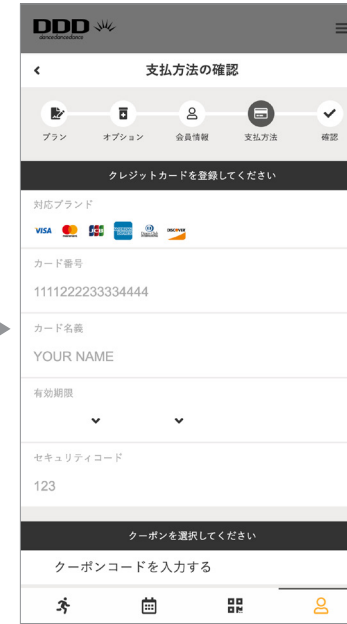 DDD
dancedancedance
支払方法の確認
プラン オプション 会員情報 支払方法 確認
クレジットカードを登録してください
対応ブランド
VISA JCB DISCOVER
カード番号
1111222233334444
カード名義
YOUR NAME
有効期限
セキュリティコード
123
クーポンを選択してください
クーポンコードを入力する